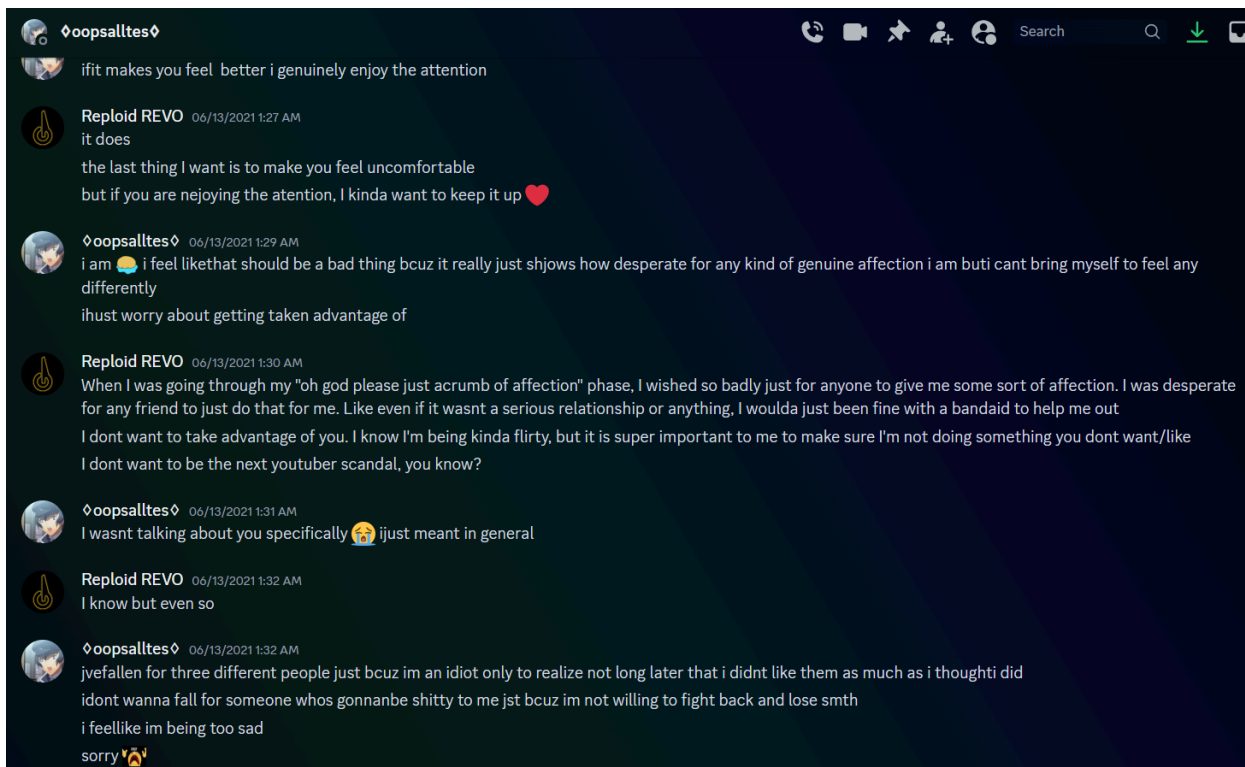 ◊oopsalltes◊
Search
ifit makes you feel better i genuinely enjoy the attention
Reploid REVO 06/13/2021 1:27 AM
it does
the last thing I want is to make you feel uncomfortable
but if you are nejoying the atention, I kinda want to keep it up ❤️
◊oopsalltes◊ 06/13/2021 1:29 AM
i am i feel likethat should be a bad thing bcuz it really just shjows how desperate for any kind of genuine affection i am buti cant bring myself to feel any
differently
ihust worry about getting taken advantage of
Reploid REVO 06/13/2021 1:30 AM
When I was going through my "oh god please just acrumb of affection" phase, I wished so badly just for anyone to give me some sort of affection. I was desperate
for any friend to just do that for me. Like even if it wasnt a serious relationship or anything, I woulda just been fine with a bandaid to help me out
I dont want to take advantage of you. I know I'm being kinda flirty, but it is super important to me to make sure I'm not doing something you dont want/like
I dont want to be the next youtuber scandal, you know?
◊oopsalltes◊ 06/13/2021 1:31 AM
I wasnt talking about you specifically 😭 ijust meant in general
Reploid REVO 06/13/2021 1:32 AM
I know but even so
◊oopsalltes◊ 06/13/2021 1:32 AM
jvefallen for three different people just bcuz im an idiot only to realize not long later that i didnt like them as much as i thoughti did
idont wanna fall for someone whos gonnanbe shitty to me jst bcuz im not willing to fight back and lose smth
i feellike im being too sad
sorry